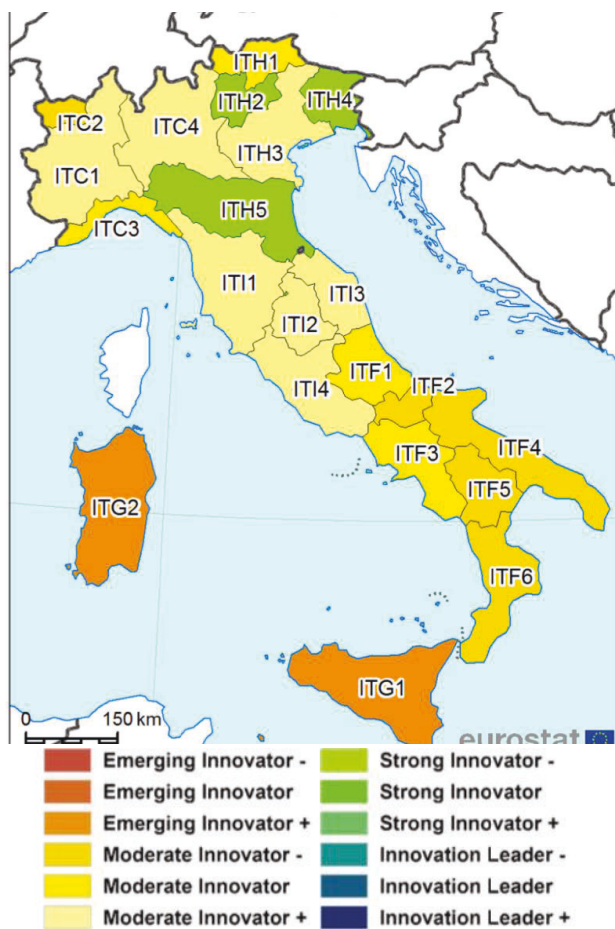 ITH1
ITH2
ITH4
ITC2
ITC4
ITH3
ITC1
ITH5
ITC3
ITI1
ITI3
ITI2
ITF1
ITF2
ITI4
ITF4
ITF3
ITF5
ITG2
ITF6
ITG1
0 150 km
eurostat
Emerging Innovator -
Emerging Innovator
Emerging Innovator +
Moderate Innovator -
Moderate Innovator
Moderate Innovator +
Strong Innovator -
Strong Innovator
Strong Innovator +
Innovation Leader -
Innovation Leader
Innovation Leader +